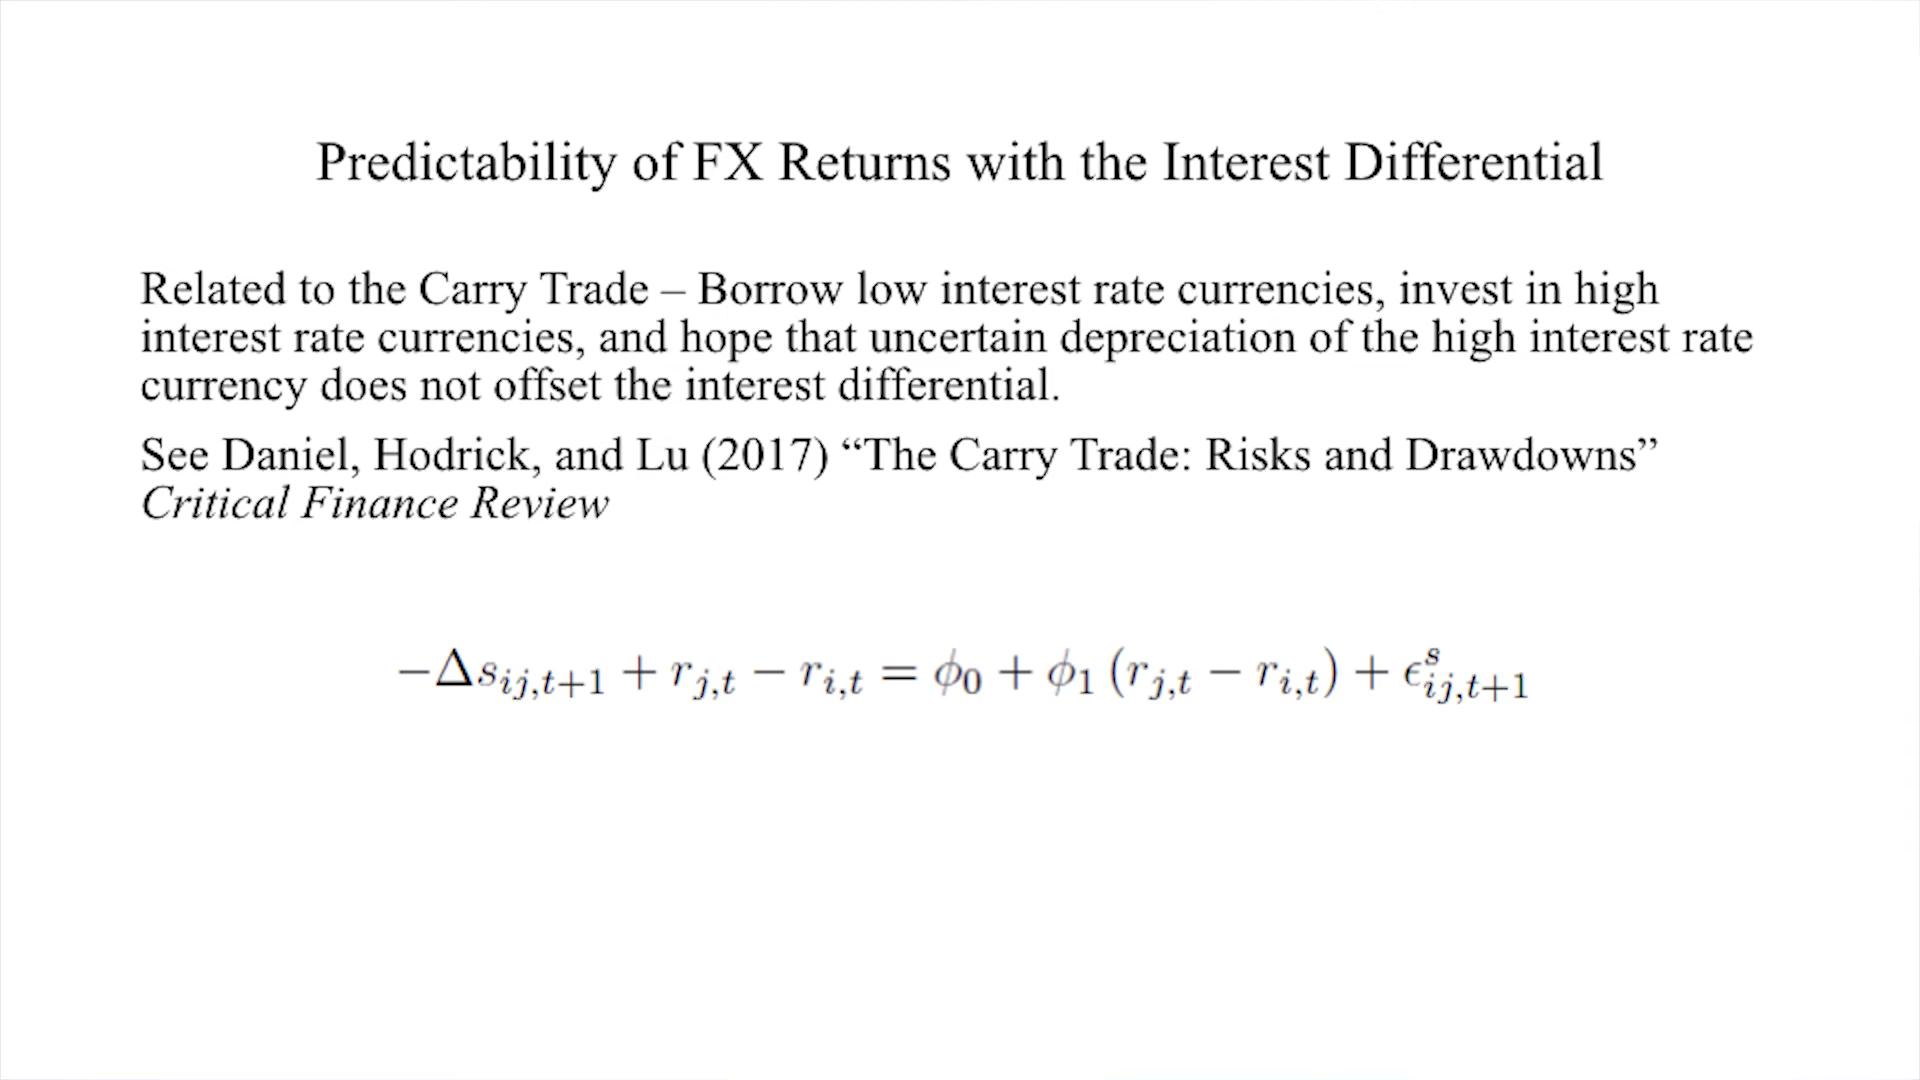 Predictability of FX Returns with the Interest Differential
Related to the Carry Trade – Borrow low interest rate currencies, invest in high
interest rate currencies, and hope that uncertain depreciation of the high interest rate
currency does not offset the interest differential.
See Daniel, Hodrick, and Lu (2017) “The Carry Trade: Risks and Drawdowns”
Critical Finance Review
−Δs_{ij,t+1} + r_{j,t} − r_{i,t} = ϕ_0 + ϕ_1 (r_{j,t} − r_{i,t}) + ϵ^s_{ij,t+1}